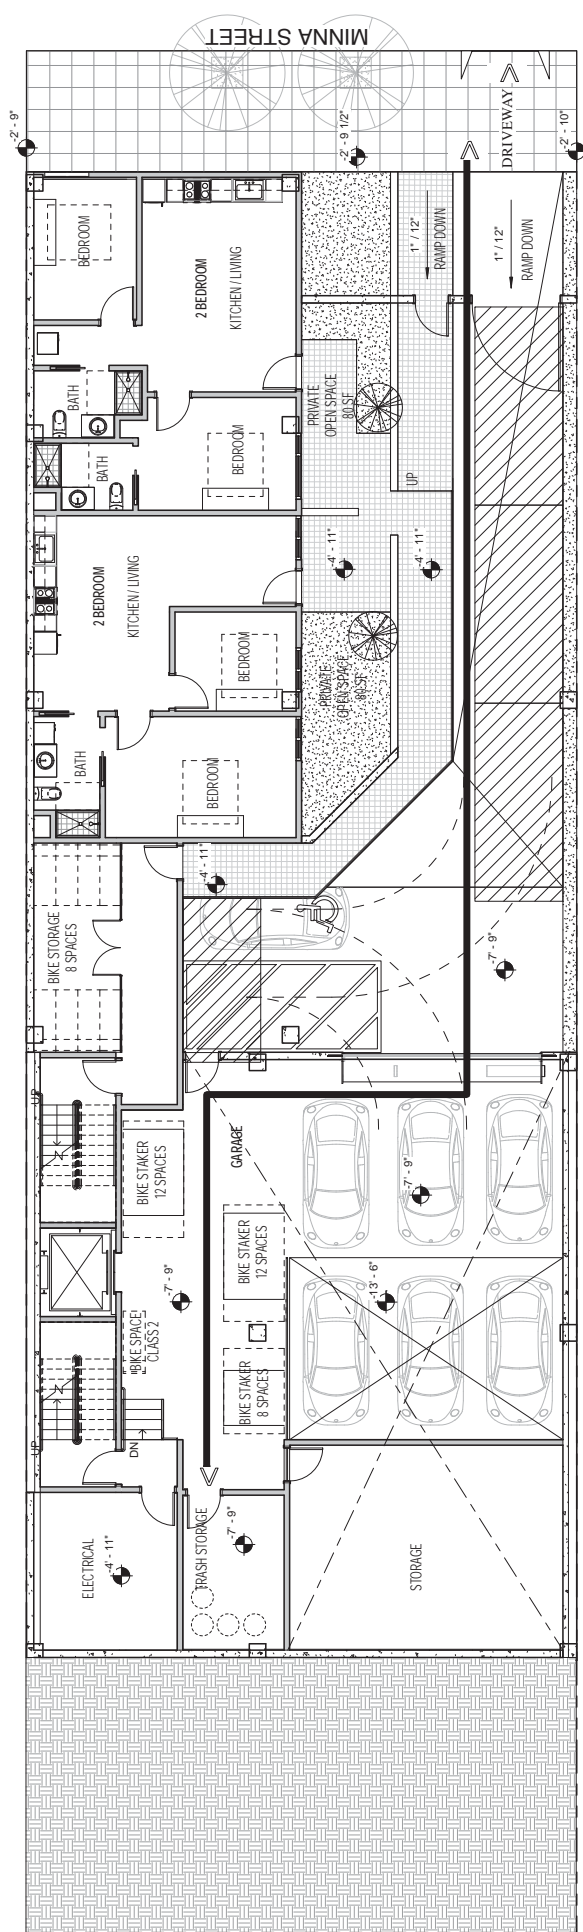 MINNA STREET
-2' - 9"
-2' - 9 1/2"
-2' - 10"
DRIVEWAY
BEDROOM
2 BEDROOM
KITCHEN / LIVING
1" / 12"
RAMP DOWN
1" / 12"
RAMP DOWN
BATH
PRIVATE
OPEN SPACE
80 SF
BATH
BEDROOM
UP
2 BEDROOM
KITCHEN / LIVING
-4' - 11"
-4' - 11"
BEDROOM
PRIVATE
OPEN SPACE
80 SF
BATH
BEDROOM
-4' - 11"
BIKE STORAGE
8 SPACES
-7' - 9"
UP
BIKE STAKER
12 SPACES
GARAGE
-7' - 9"
BIKE STAKER
12 SPACES
-7' - 9"
-13' - 6"
BIKE SPACE
CLASS 2
BIKE STAKER
8 SPACES
UP
DN
ELECTRICAL
-4' - 11"
TRASH STORAGE
-7' - 9"
STORAGE